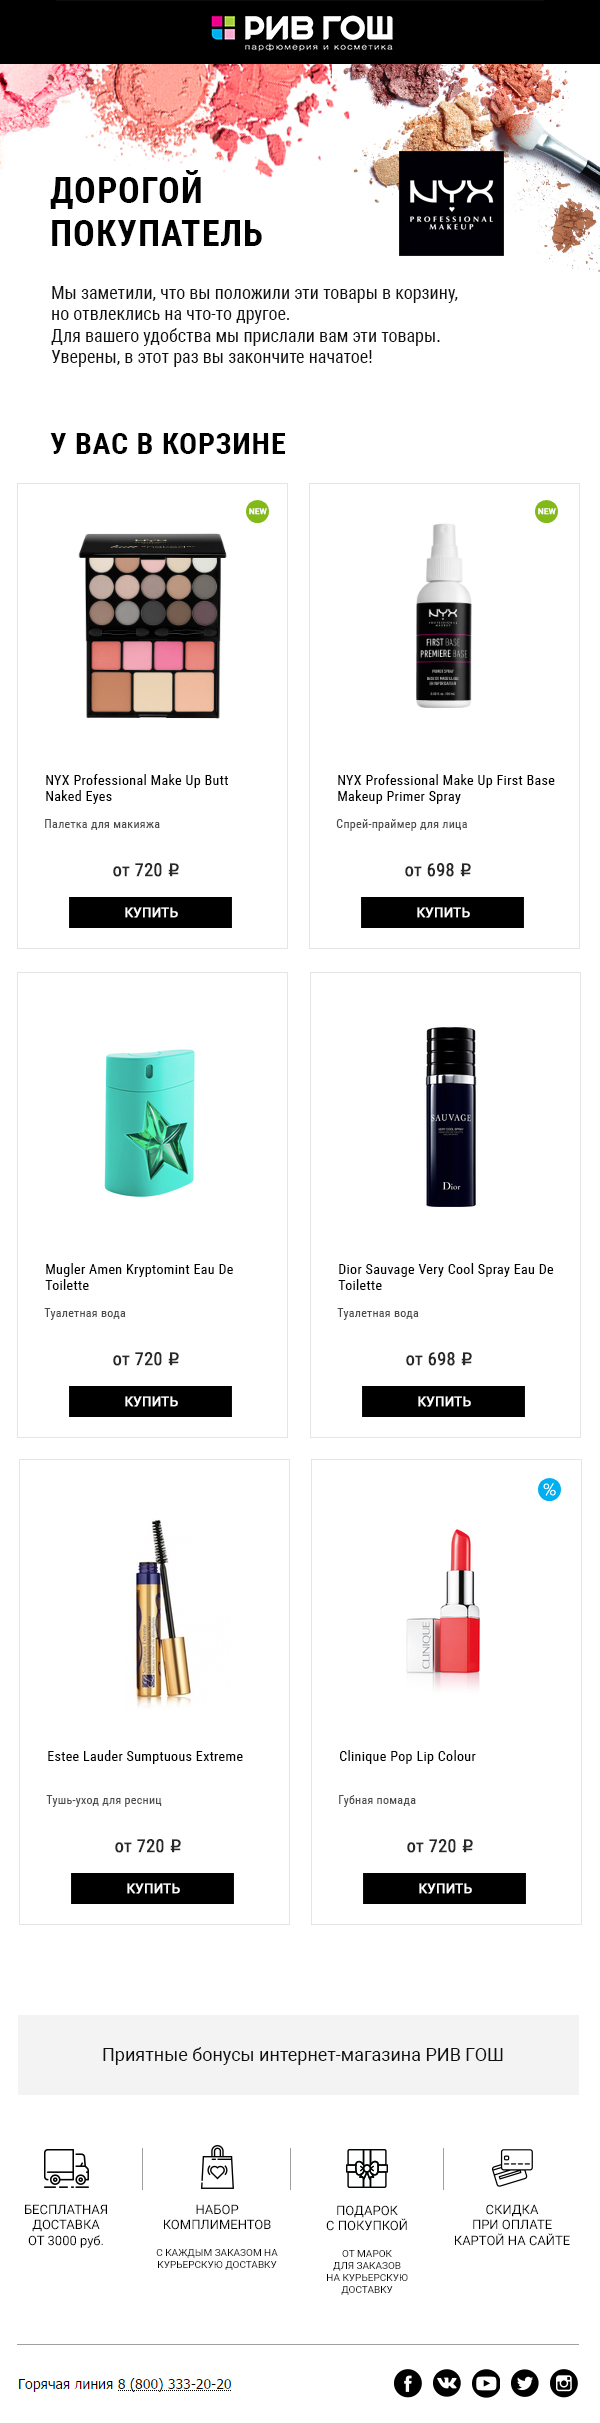 РИВ ГОШ
парфюмерия и косметика
ДОРОГОЙ
ПОКУПАТЕЛЬ
NYX
PROFESSIONAL
MAKEUP
Мы заметили, что вы положили эти товары в корзину,
но отвлеклись на что-то другое.
Для вашего удобства мы прислали вам эти товары.
Уверены, в этот раз вы закончите начатое!
У ВАС В КОРЗИНЕ
NEW
NEW
NYX
NYX
FIRST BASE
PREMIERE BASE
PRIMER SPRAY
NYX Professional Make Up Butt
Naked Eyes
Палетка для макияжа
от 720 ₽
КУПИТЬ
NYX Professional Make Up First Base
Makeup Primer Spray
Спрей-праймер для лица
от 698 ₽
КУПИТЬ
SAUVAGE
VERY COOL SPRAY
Dior
Mugler Amen Kryptomint Eau De
Toilette
Туалетная вода
от 720 ₽
КУПИТЬ
Dior Sauvage Very Cool Spray Eau De
Toilette
Туалетная вода
от 698 ₽
КУПИТЬ
%
CLINIQUE
Estee Lauder Sumptuous Extreme
Тушь-уход для ресниц
от 720 ₽
КУПИТЬ
Clinique Pop Lip Colour
Губная помада
от 720 ₽
КУПИТЬ
Приятные бонусы интернет-магазина РИВ ГОШ
БЕСПЛАТНАЯ
ДОСТАВКА
ОТ 3000 руб.
НАБОР
КОМПЛИМЕНТОВ
С КАЖДЫМ ЗАКАЗОМ НА
КУРЬЕРСКУЮ ДОСТАВКУ
ПОДАРОК
С ПОКУПКОЙ
ОТ МАРОК
ДЛЯ ЗАКАЗОВ
НА КУРЬЕРСКУЮ
ДОСТАВКУ
СКИДКА
ПРИ ОПЛАТЕ
КАРТОЙ НА САЙТЕ
Горячая линия 8 (800) 333-20-20